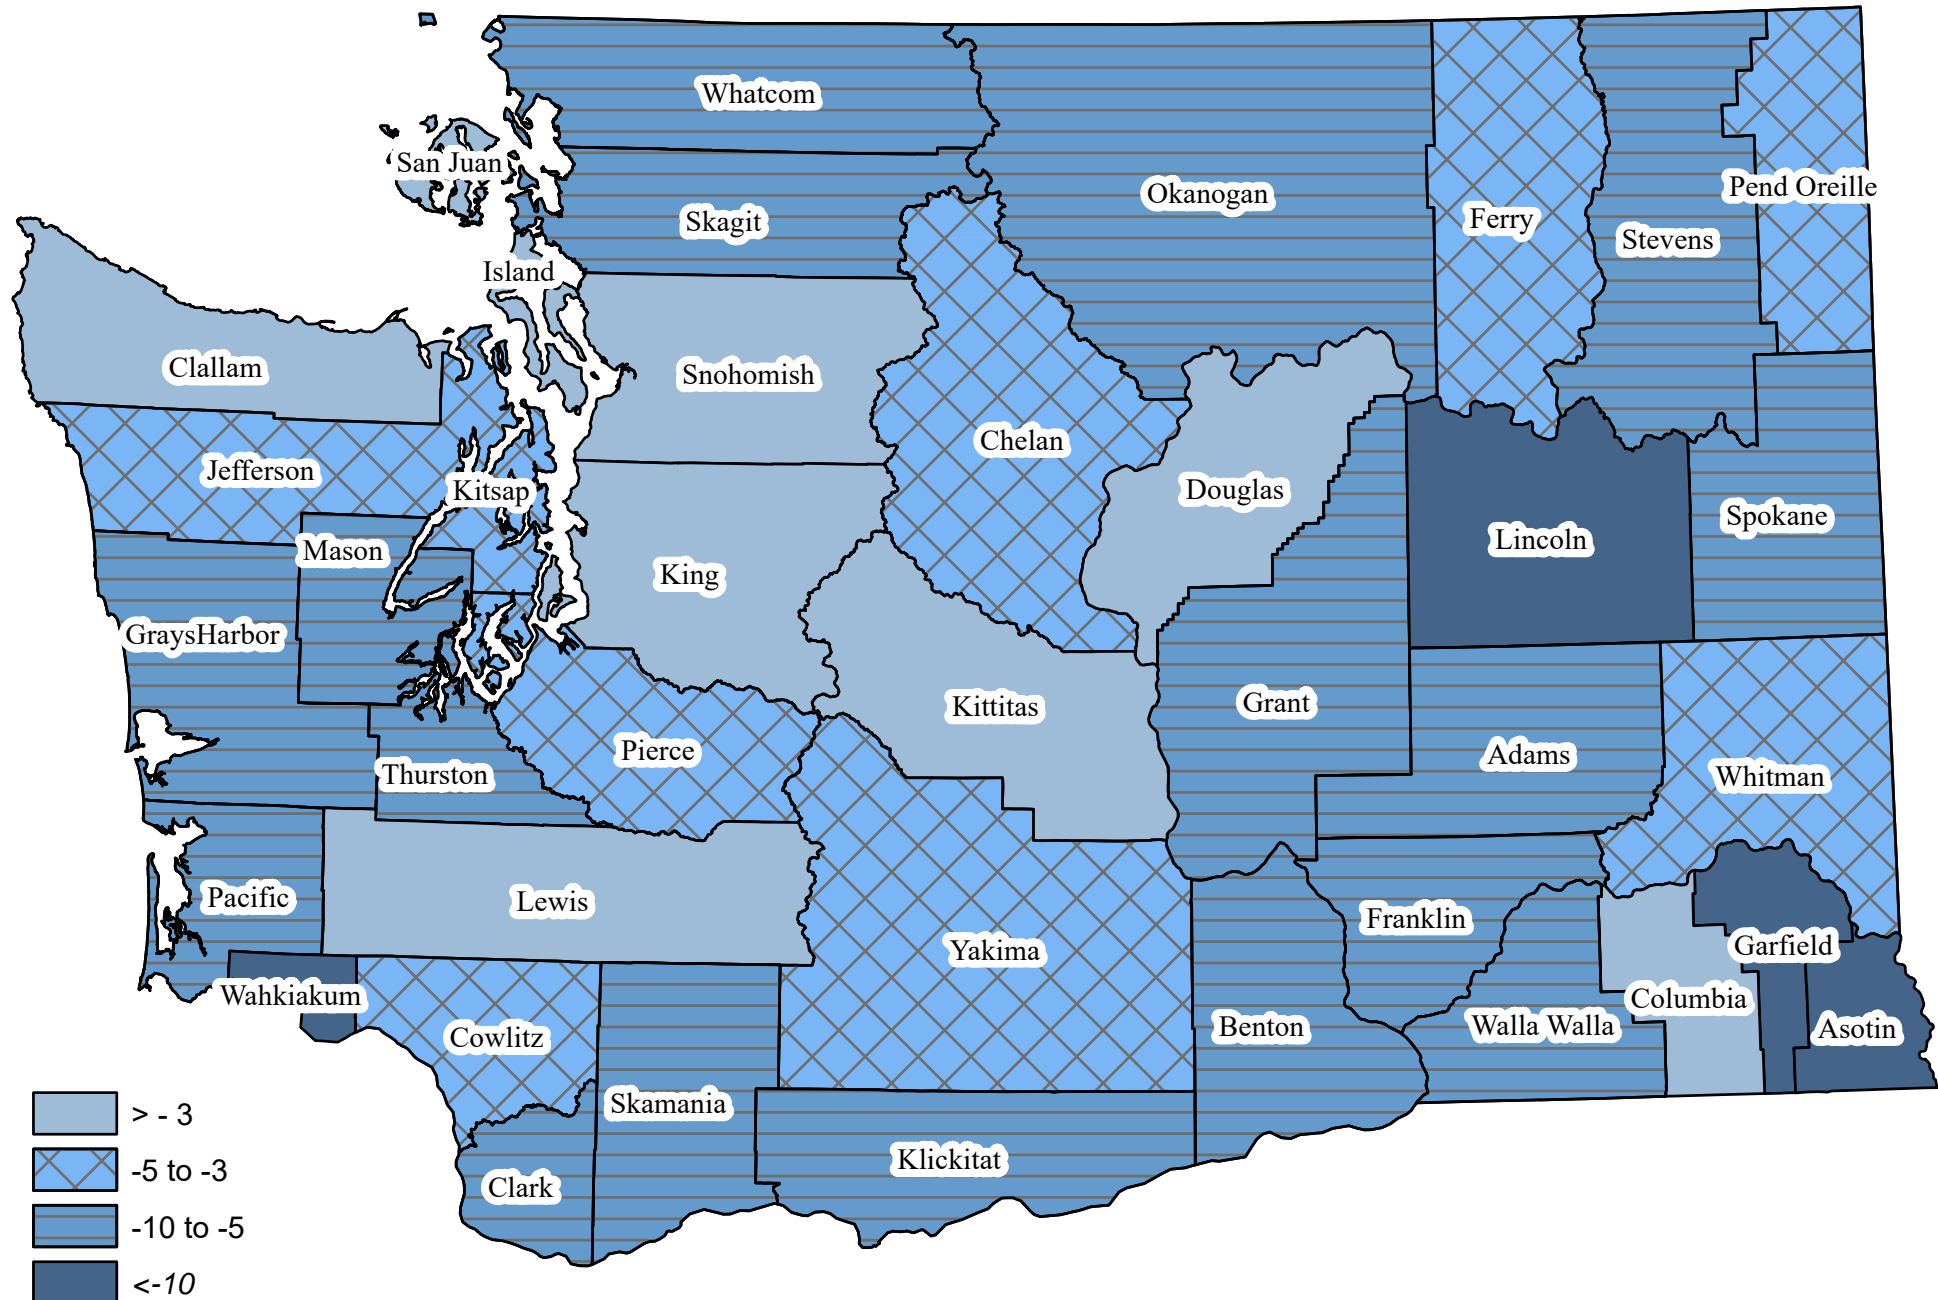 Whatcom
San Juan
Okanogan
Pend Oreille
Skagit
Ferry
Stevens
Island
Clallam
Snohomish
Chelan
Jefferson
Kitsap
Douglas
Spokane
Mason
Lincoln
King
GraysHarbor
Kittitas
Grant
Pierce
Adams
Thurston
Whitman
Pacific
Lewis
Franklin
Yakima
Garfield
Wahkiakum
Columbia
Cowlitz
Benton
Walla Walla
Asotin
Skamania
Klickitat
Clark
> - 3
-5 to -3
-10 to -5
<-10